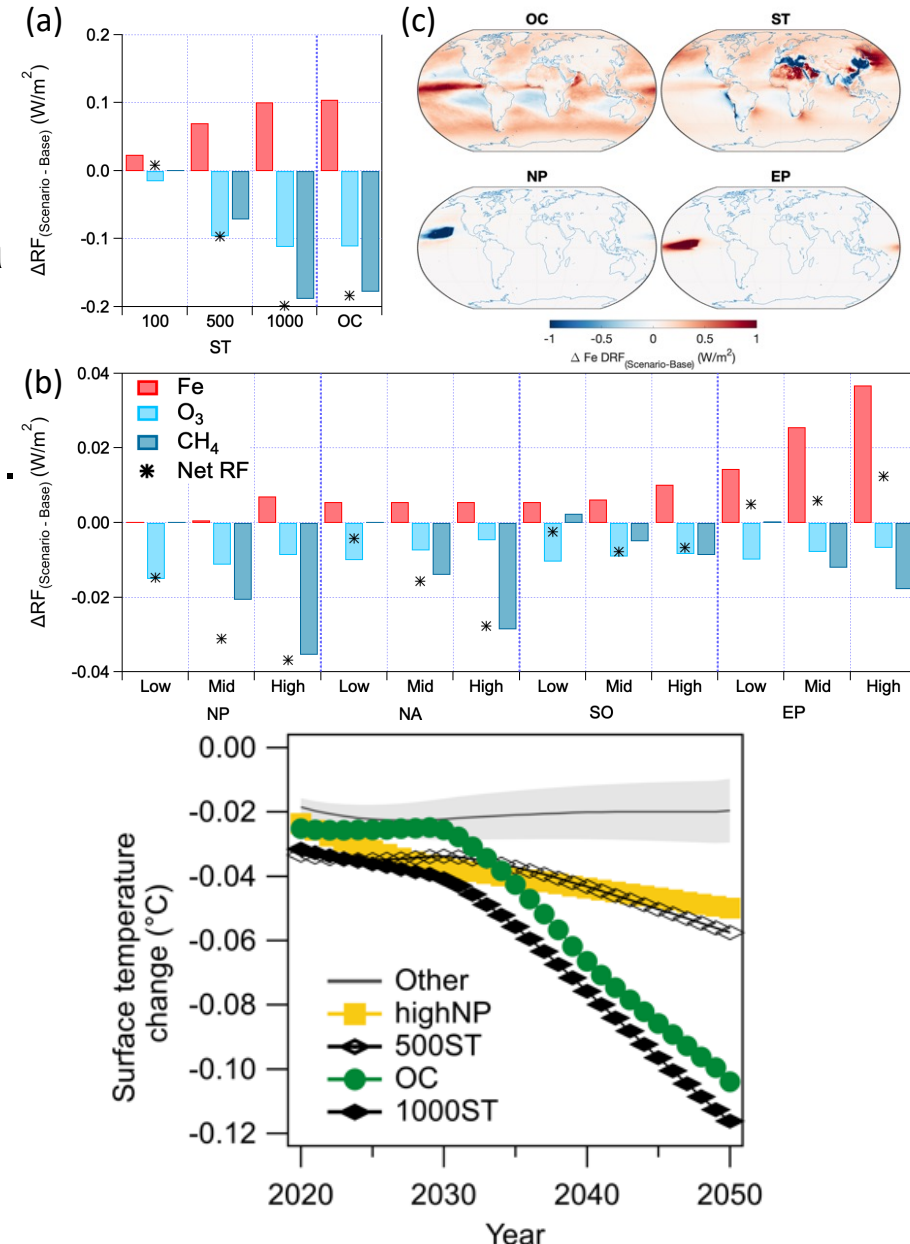 (a)
0.2
0.1
0.0
-0.1
-0.2
ΔRF(Scenario - Base) (W/m²)
100 500 1000 OC
ST
(c)
OC ST
NP EP
-1 -0.5 0 0.5 1
Δ Fe DRF(Scenario-Base) (W/m²)
(b)
0.04
0.02
0.00
-0.02
-0.04
ΔRF(Scenario - Base) (W/m²)
Fe
O₃
CH₄
Net RF
Low Mid High Low Mid High Low Mid High Low Mid High
NP NA SO EP
0.00
-0.02
-0.04
-0.06
-0.08
-0.10
-0.12
Surface temperature
change (°C)
Other
highNP
500ST
OC
1000ST
2020 2030 2040 2050
Year